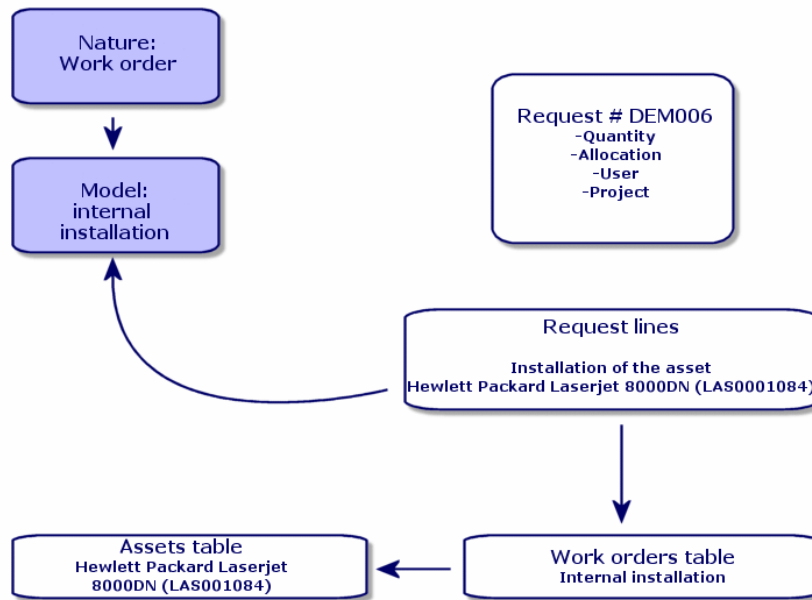 Nature:
Work order
Model:
internal
installation
Request # DEM006
-Quantity
-Allocation
-User
-Project
Request lines
Installation of the asset
Hewlett Packard Laserjet 8000DN (LAS0001084)
Assets table
Hewlett Packard Laserjet
8000DN (LAS001084)
Work orders table
Internal installation